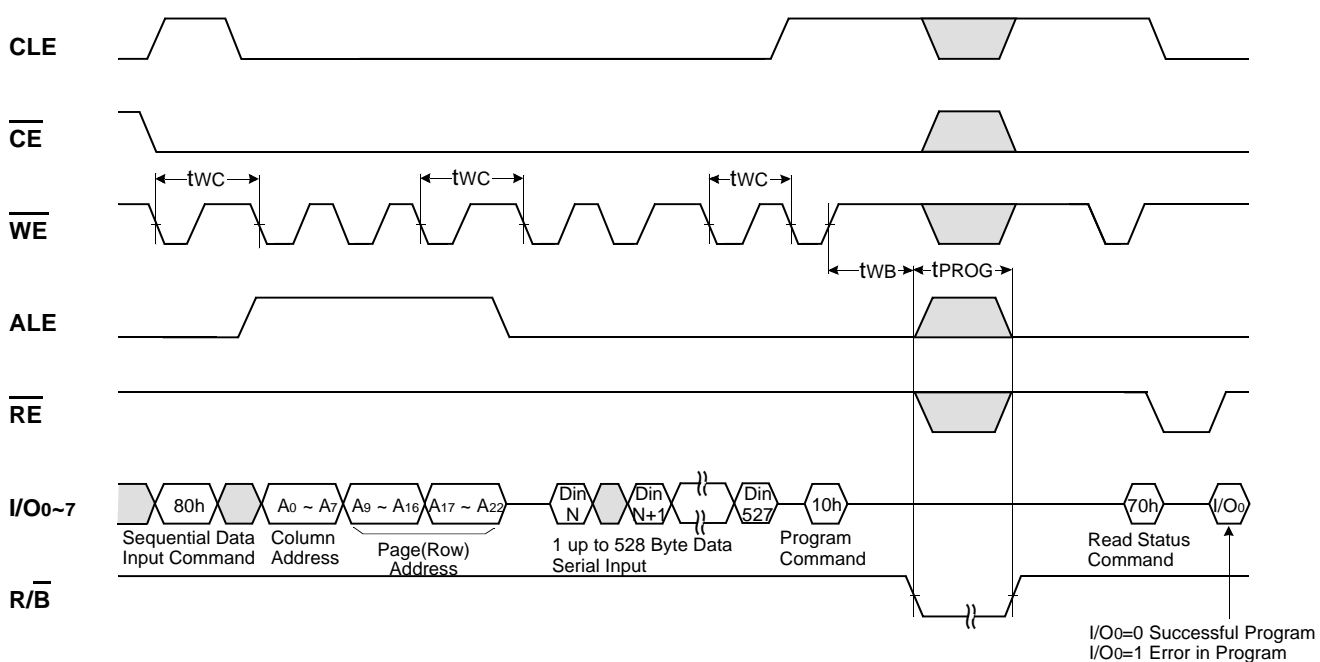 CLE
CE
tWC tWC tWC
WE
tWB tPROG
ALE
RE
I/O0~7 80h A0 ~ A7 A9 ~ A16 A17 ~ A22 Din N Din N+1 Din 527 10h 70h I/O0
Sequential Data Input Command
Column Address
Page(Row) Address
1 up to 528 Byte Data Serial Input
Program Command
Read Status Command
R/B
I/O0=0 Successful Program
I/O0=1 Error in Program